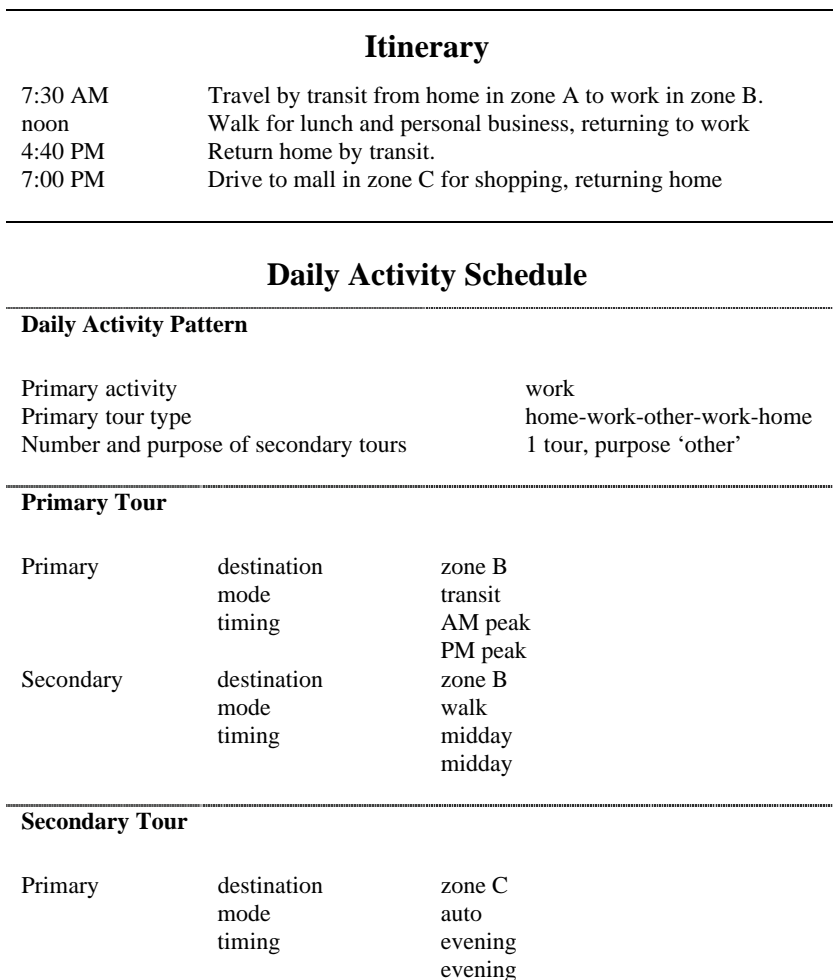 Itinerary
7:30 AM Travel by transit from home in zone A to work in zone B.
noon Walk for lunch and personal business, returning to work
4:40 PM Return home by transit.
7:00 PM Drive to mall in zone C for shopping, returning home
Daily Activity Schedule
Daily Activity Pattern
Primary activity work
Primary tour type home-work-other-work-home
Number and purpose of secondary tours 1 tour, purpose ‘other’
Primary Tour
Primary destination zone B
mode transit
timing AM peak
PM peak
Secondary destination zone B
mode walk
timing midday
midday
Secondary Tour
Primary destination zone C
mode auto
timing evening
evening